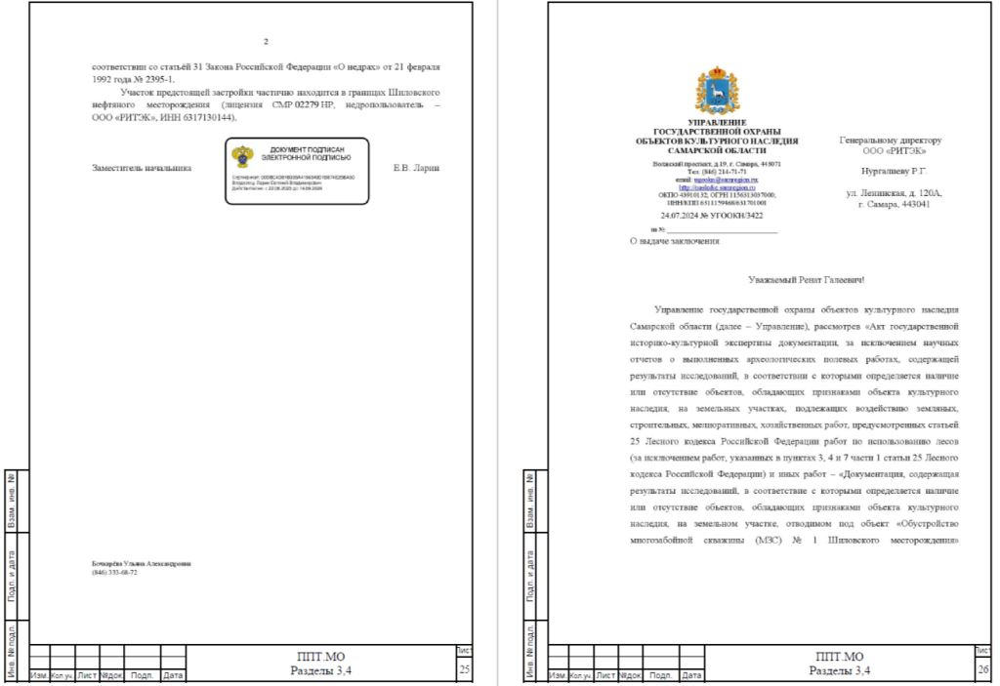 2
соответствии со статьёй 31 Закона Российской Федерации «О недрах» от 21 февраля
1992 года № 2395-1.
Участок предстоящей застройки частично находится в границах Шиловского
нефтяного месторождения (лицензия СМР 02279 НР, недропользователь –
ООО «РИТЭК», ИНН 6317130144).
Заместитель начальника
ДОКУМЕНТ ПОДПИСАН
ЭЛЕКТРОННОЙ ПОДПИСЬЮ
Владелец Ларин Евгений Владимирович
Е.В. Ларин
Бочкарёва Ульяна Александровна
(846) 333-68-72
Взам. инв. №
Подп. и дата
Инв. № подл.
Изм. Кол.уч. Лист №док. Подп. Дата
ППТ.МО
Разделы 3,4
Лист
25
УПРАВЛЕНИЕ
ГОСУДАРСТВЕННОЙ ОХРАНЫ
ОБЪЕКТОВ КУЛЬТУРНОГО НАСЛЕДИЯ
САМАРСКОЙ ОБЛАСТИ
Волжский проспект, д.19, г. Самара, 443071
Тел. (846) 214-71-71
email: ugookn@samregion.ru;
http://nasledie.samregion.ru
ОКПО 43910132; ОГРН 1156313037000;
ИНН/КПП 6311159468/631701001
24.07.2024 № УГООКН/3422
на №
О выдаче заключения
Генеральному директору
ООО «РИТЭК»
Нургалиеву Р.Г.
ул. Ленинская, д. 120А,
г. Самара, 443041
Уважаемый Ренат Галеевич!
Управление государственной охраны объектов культурного наследия
Самарской области (далее – Управление), рассмотрев «Акт государственной
историко-культурной экспертизы документации, за исключением научных
отчетов о выполненных археологических полевых работах, содержащей
результаты исследований, в соответствии с которыми определяется наличие
или отсутствие объектов, обладающих признаками объекта культурного
наследия, на земельных участках, подлежащих воздействию земляных,
строительных, мелиоративных, хозяйственных работ, предусмотренных статьей
25 Лесного кодекса Российской Федерации работ по использованию лесов
(за исключением работ, указанных в пунктах 3, 4 и 7 части 1 статьи 25 Лесного
кодекса Российской Федерации) и иных работ – «Документация, содержащая
результаты исследований, в соответствие с которыми определяется наличие
или отсутствие объектов, обладающих признаками объекта культурного
наследия, на земельном участке, отводимом под объект «Обустройство
многозабойной скважины (МЗС) № 1 Шиловского месторождения»
Взам. инв. №
Подп. и дата
Инв. № подл.
Изм. Кол.уч. Лист №док. Подп. Дата
ППТ.МО
Разделы 3,4
Лист
26